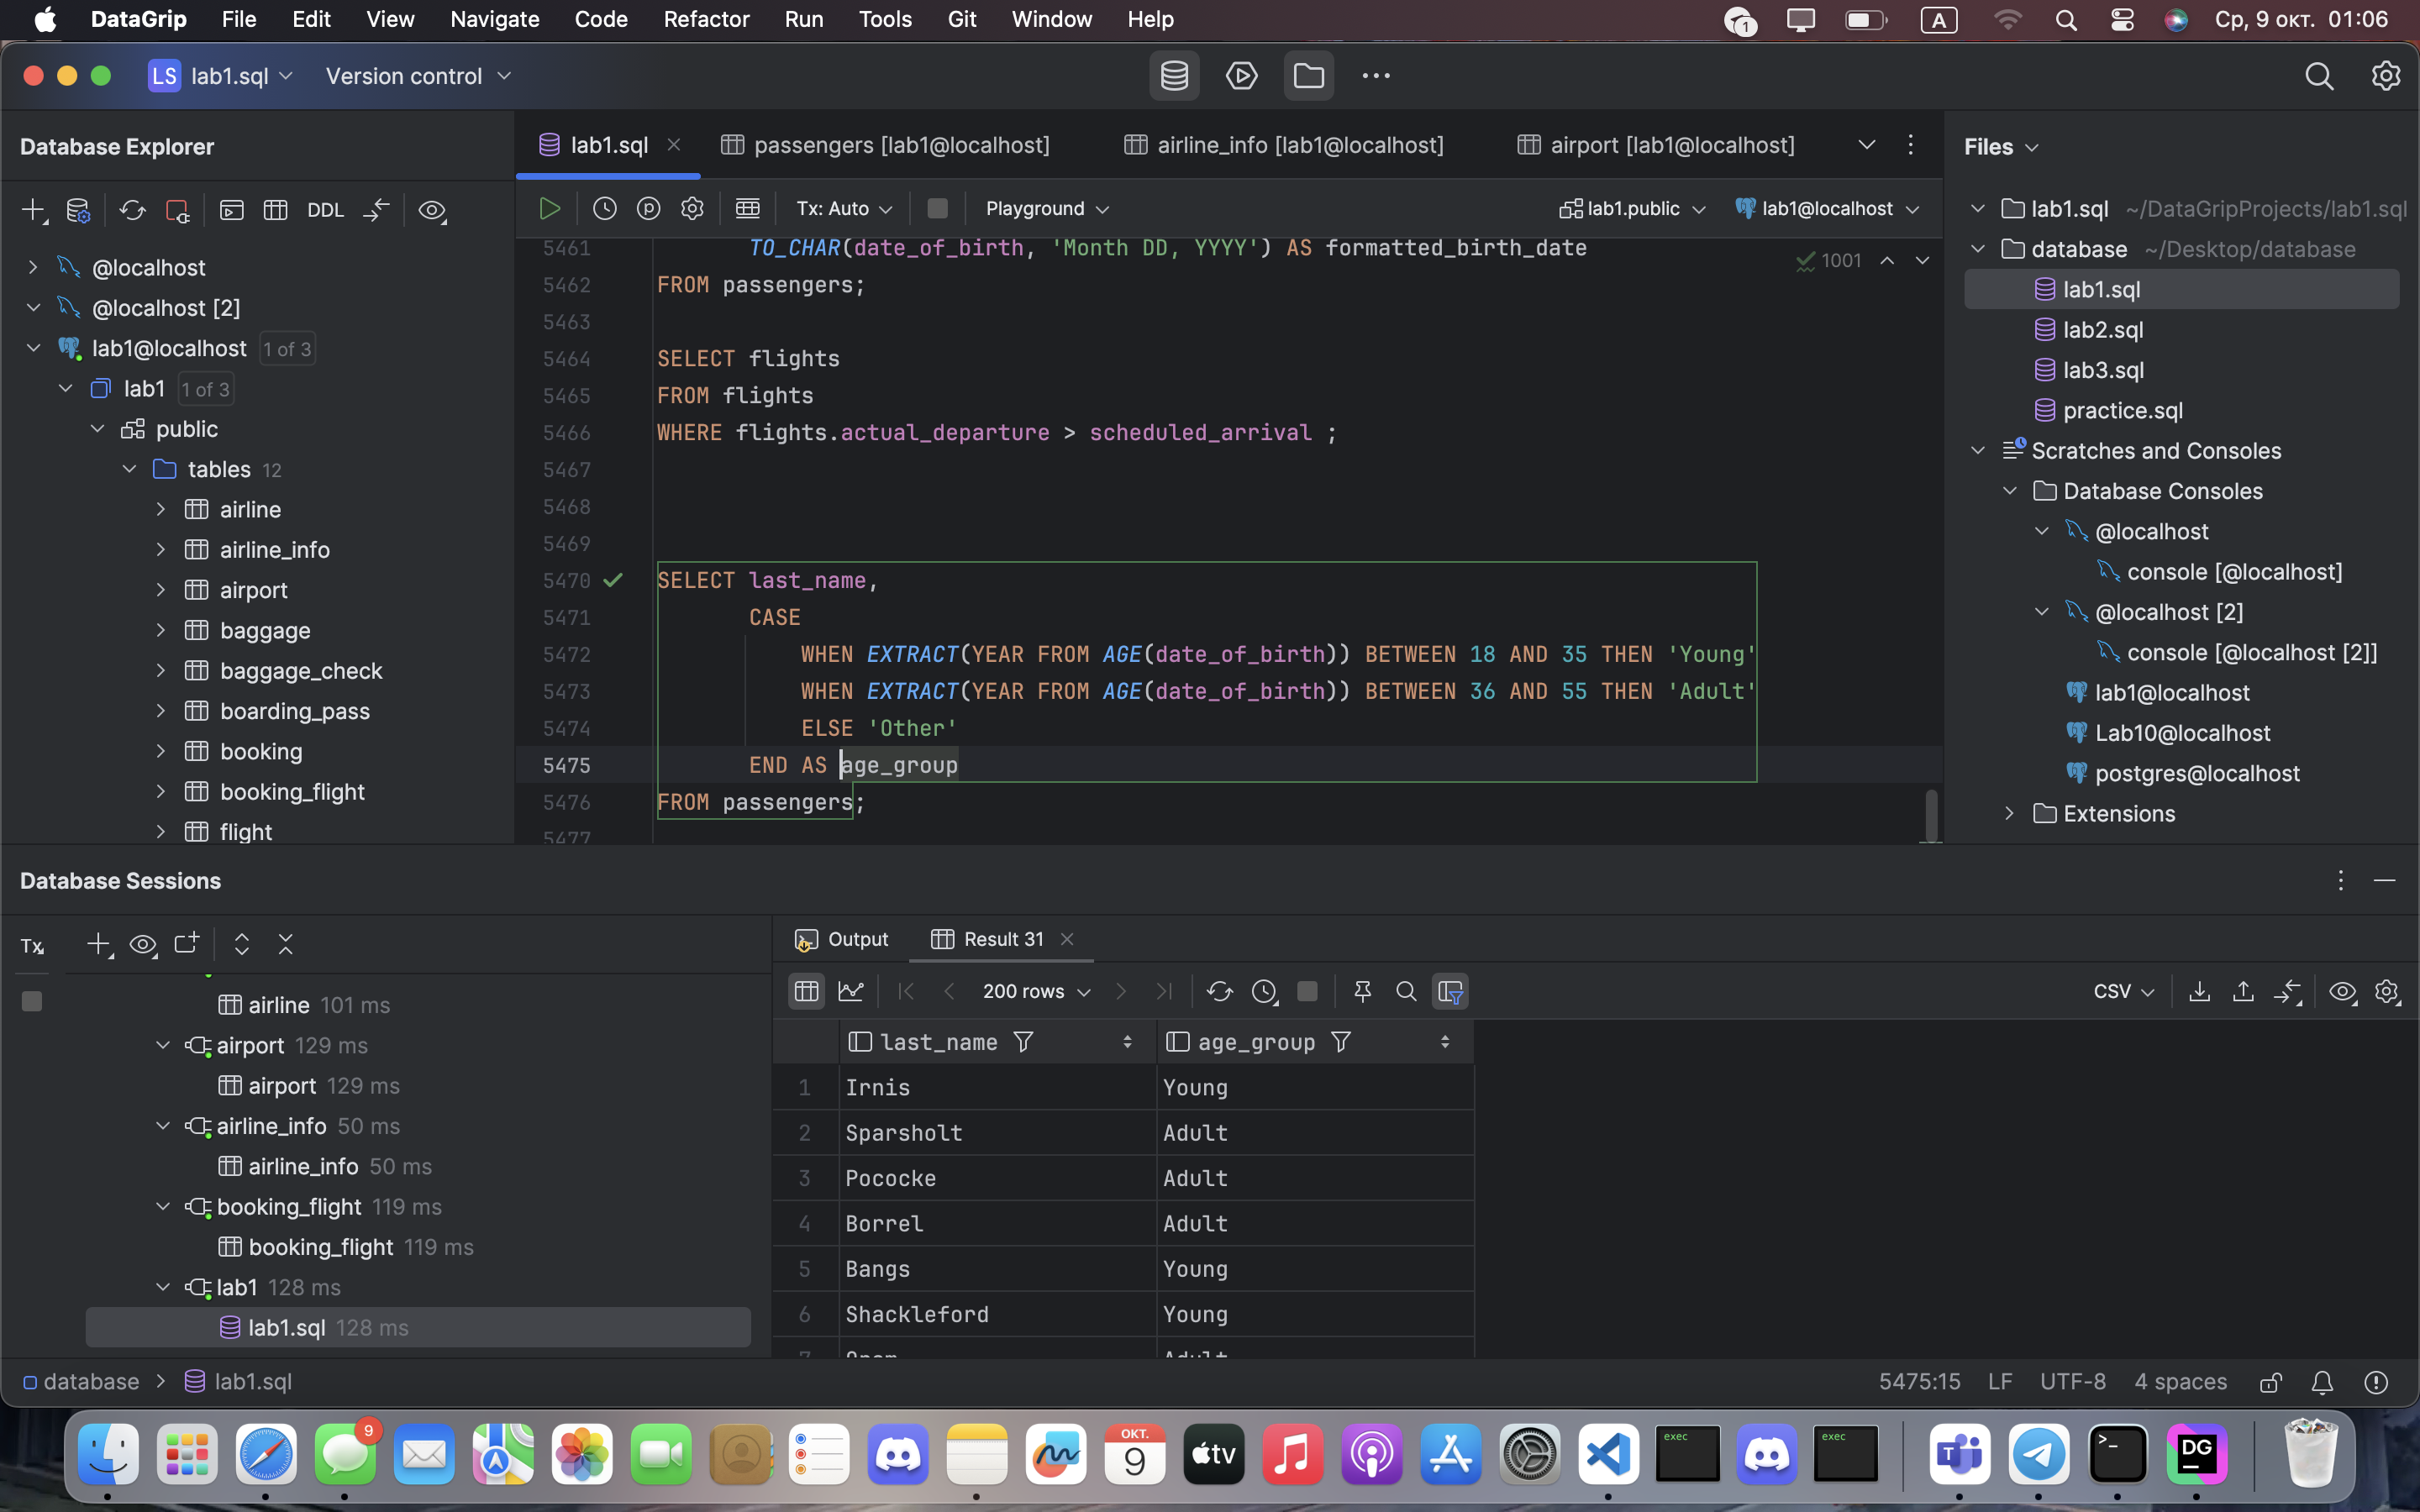 DataGrip File Edit View Navigate Code Refactor Run Tools Git Window Help 1 A Ср, 9 окт. 01:06
LS lab1.sql Version control
Database Explorer
DDL
@localhost
@localhost [2]
lab1@localhost 1 of 3
lab1 1 of 3
public
tables 12
airline
airline_info
airport
baggage
baggage_check
boarding_pass
booking
booking_flight
flight
lab1.sql passengers [lab1@localhost] airline_info [lab1@localhost] airport [lab1@localhost]
Tx: Auto Playground lab1.public lab1@localhost
1001
5461 TO_CHAR(date_of_birth, 'Month DD, YYYY') AS formatted_birth_date
5462 FROM passengers;
5463
5464 SELECT flights
5465 FROM flights
5466 WHERE flights.actual_departure > scheduled_arrival ;
5467
5468
5469
5470 SELECT last_name,
5471 CASE
5472 WHEN EXTRACT(YEAR FROM AGE(date_of_birth)) BETWEEN 18 AND 35 THEN 'Young'
5473 WHEN EXTRACT(YEAR FROM AGE(date_of_birth)) BETWEEN 36 AND 55 THEN 'Adult'
5474 ELSE 'Other'
5475 END AS age_group
5476 FROM passengers;
5477
Files
lab1.sql ~/DataGripProjects/lab1.sql
database ~/Desktop/database
lab1.sql
lab2.sql
lab3.sql
practice.sql
Scratches and Consoles
Database Consoles
@localhost
console [@localhost]
@localhost [2]
console [@localhost [2]]
lab1@localhost
Lab10@localhost
postgres@localhost
Extensions
Database Sessions
Tx
airline 101 ms
airport 129 ms
airport 129 ms
airline_info 50 ms
airline_info 50 ms
booking_flight 119 ms
booking_flight 119 ms
lab1 128 ms
lab1.sql 128 ms
Output Result 31
200 rows CSV
last_name age_group
1 Irnis Young
2 Sparsholt Adult
3 Pococke Adult
4 Borrel Adult
5 Bangs Young
6 Shackleford Young
7 Adult
database lab1.sql 5475:15 LF UTF-8 4 spaces
9 ОКТ. 9 tv exec exec T DG